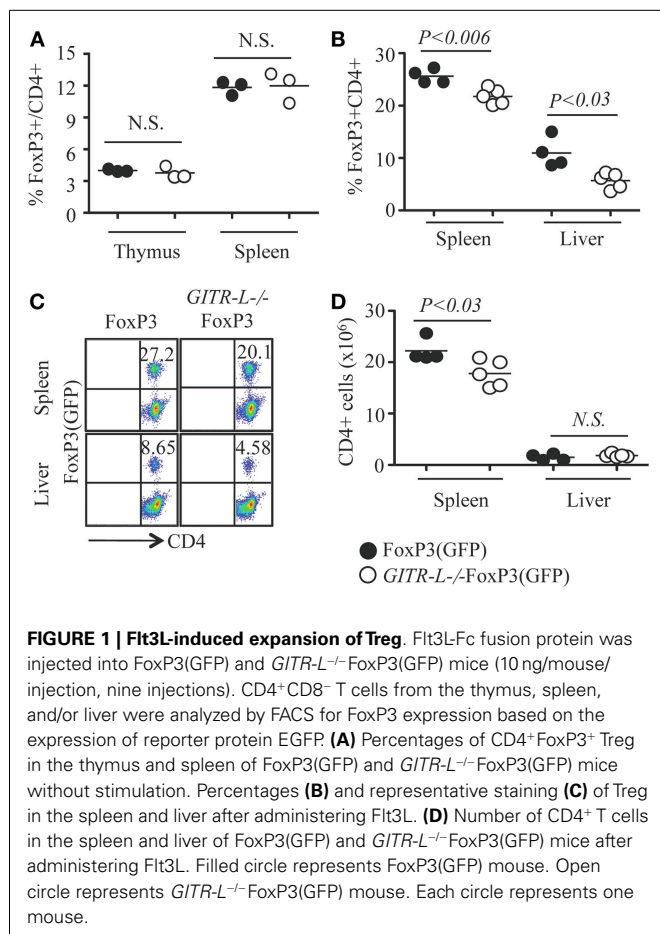 A
N.S.
N.S.
% FoxP3+/CD4+
15
12
9
6
3
0
Thymus
Spleen
B
P<0.006
P<0.03
% FoxP3+CD4+
30
20
10
0
Spleen
Liver
C
GITR-L-/-
FoxP3
FoxP3
Spleen
Liver
FoxP3(GFP)
27.2
20.1
8.65
4.58
CD4
D
P<0.03
N.S.
CD4+ cells (x10⁶)
30
20
10
0
Spleen
Liver
FoxP3(GFP)
GITR-L-/-FoxP3(GFP)
FIGURE 1 | Flt3L-induced expansion of Treg. Flt3L-Fc fusion protein was
injected into FoxP3(GFP) and GITR-L⁻/⁻FoxP3(GFP) mice (10 ng/mouse/
injection, nine injections). CD4⁺CD8⁻ T cells from the thymus, spleen,
and/or liver were analyzed by FACS for FoxP3 expression based on the
expression of reporter protein EGFP. (A) Percentages of CD4⁺FoxP3⁺ Treg
in the thymus and spleen of FoxP3(GFP) and GITR-L⁻/⁻FoxP3(GFP) mice
without stimulation. Percentages (B) and representative staining (C) of Treg
in the spleen and liver after administering Flt3L. (D) Number of CD4⁺ T cells
in the spleen and liver of FoxP3(GFP) and GITR-L⁻/⁻FoxP3(GFP) mice after
administering Flt3L. Filled circle represents FoxP3(GFP) mouse. Open
circle represents GITR-L⁻/⁻FoxP3(GFP) mouse. Each circle represents one
mouse.